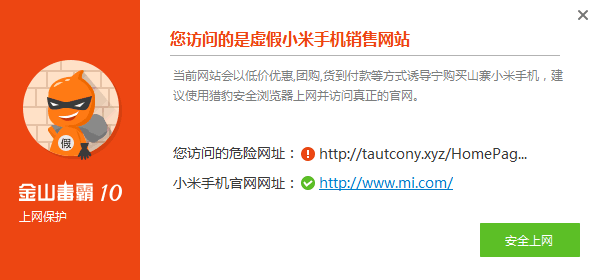 您访问的是虚假小米手机销售网站
当前网站会以低价优惠,团购,货到付款等方式诱导宁购买山寨小米手机，建
议使用猎豹安全浏览器上网并访问真正的官网。
假
您访问的危险网址： http://tautcony.xyz/HomePag...
小米手机官网网址： http://www.mi.com/
金山毒霸 10
上网保护
安全上网